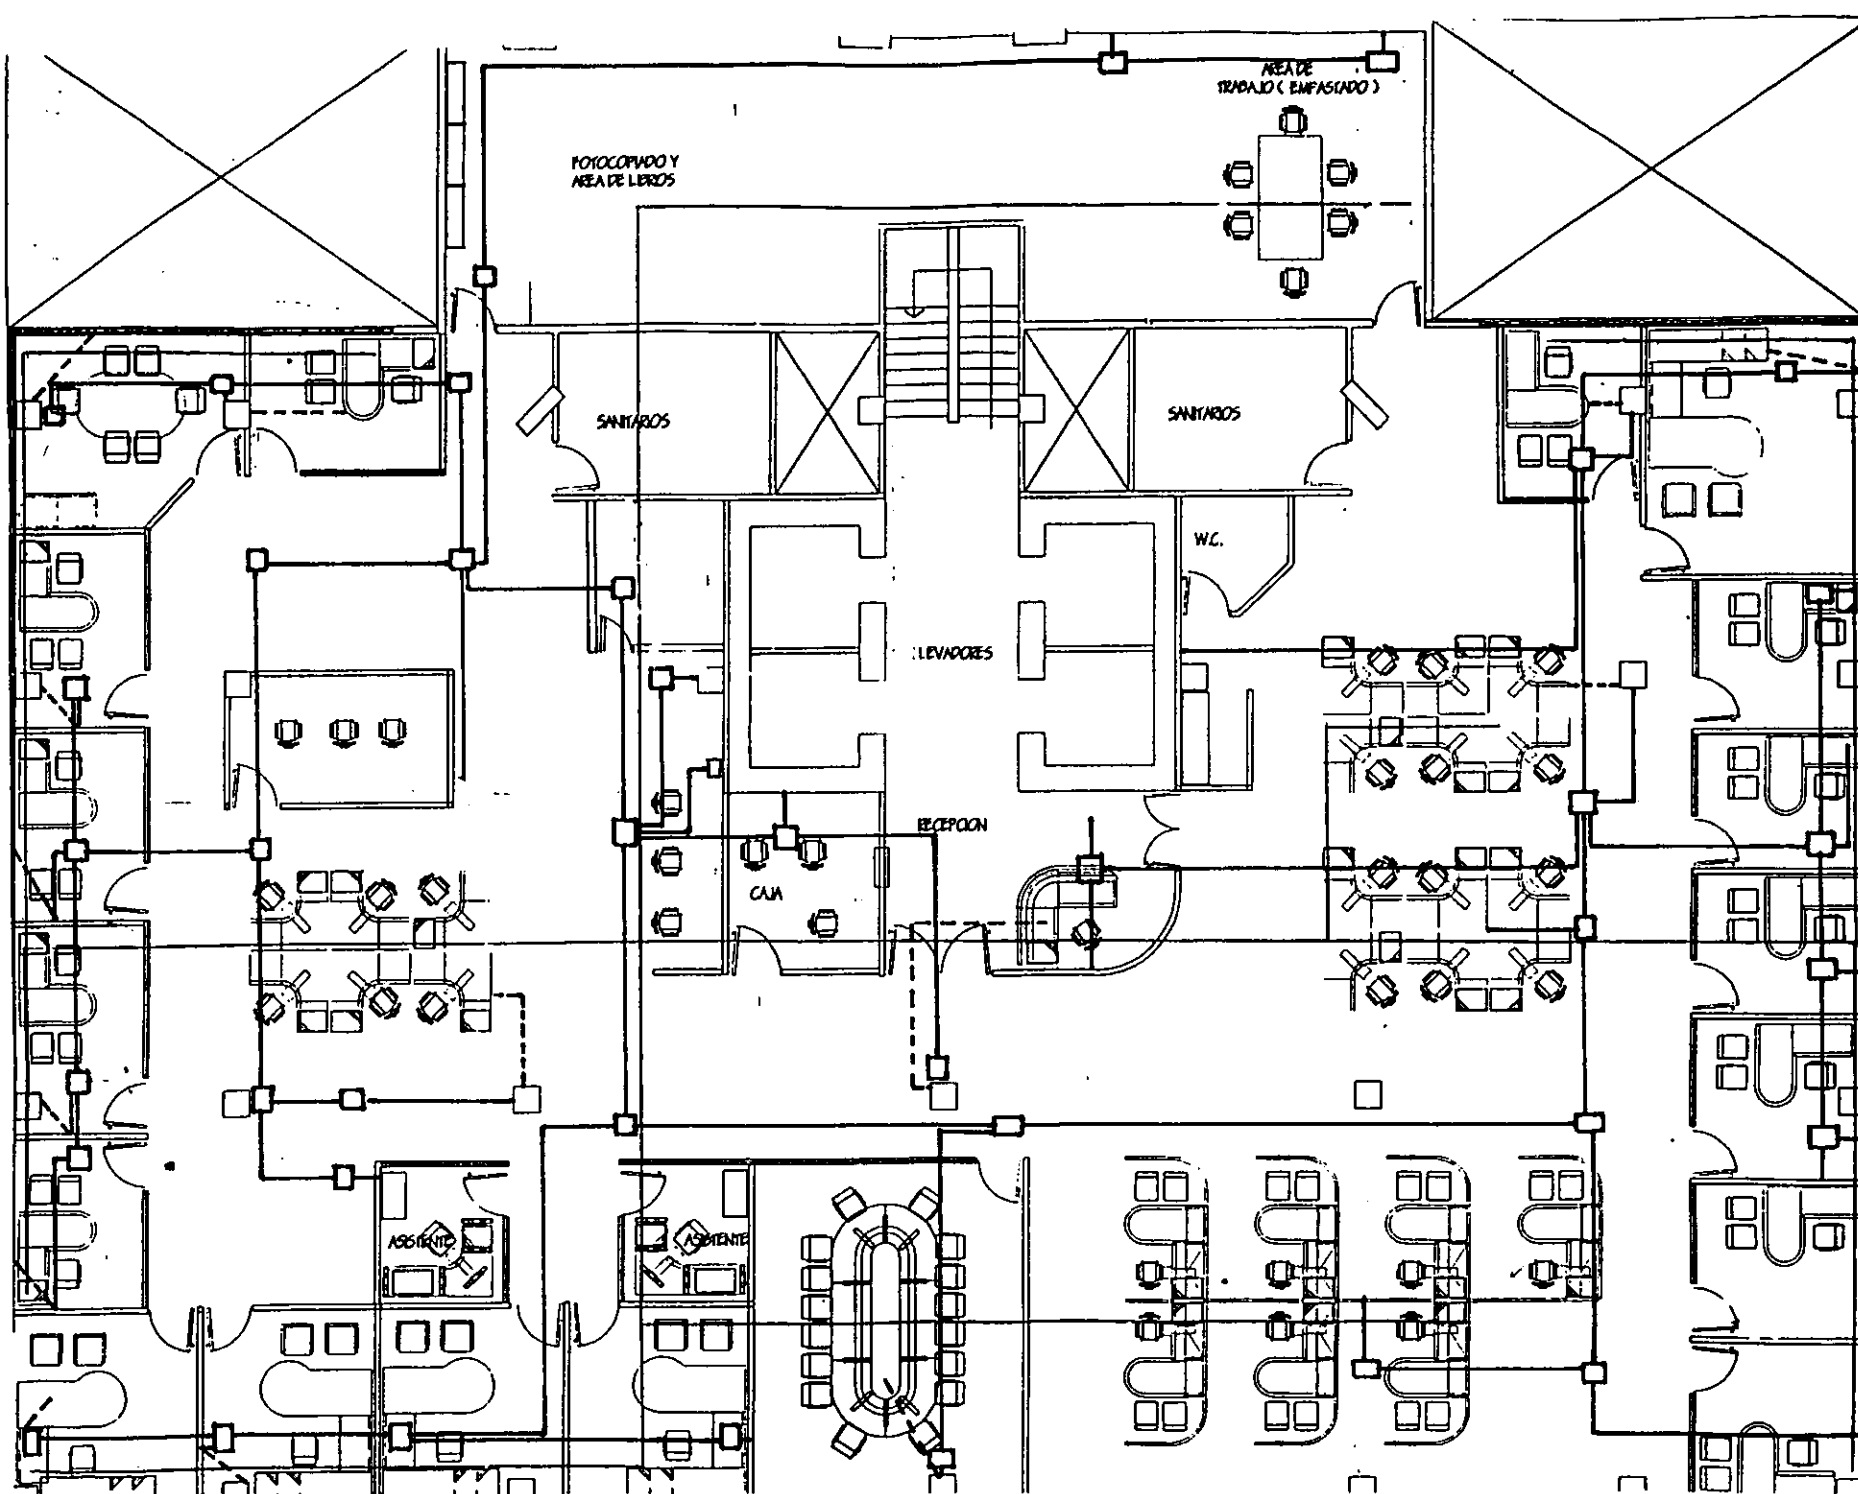 AREA DE
TRABAJO ( EMPASTADO )
FOTOCOPIADO Y
AREA DE LIBROS
SANITARIOS
SANITARIOS
W.C.
LEVADORES
RECEPCION
CAJA
ASISTENTE
ASISTENTE